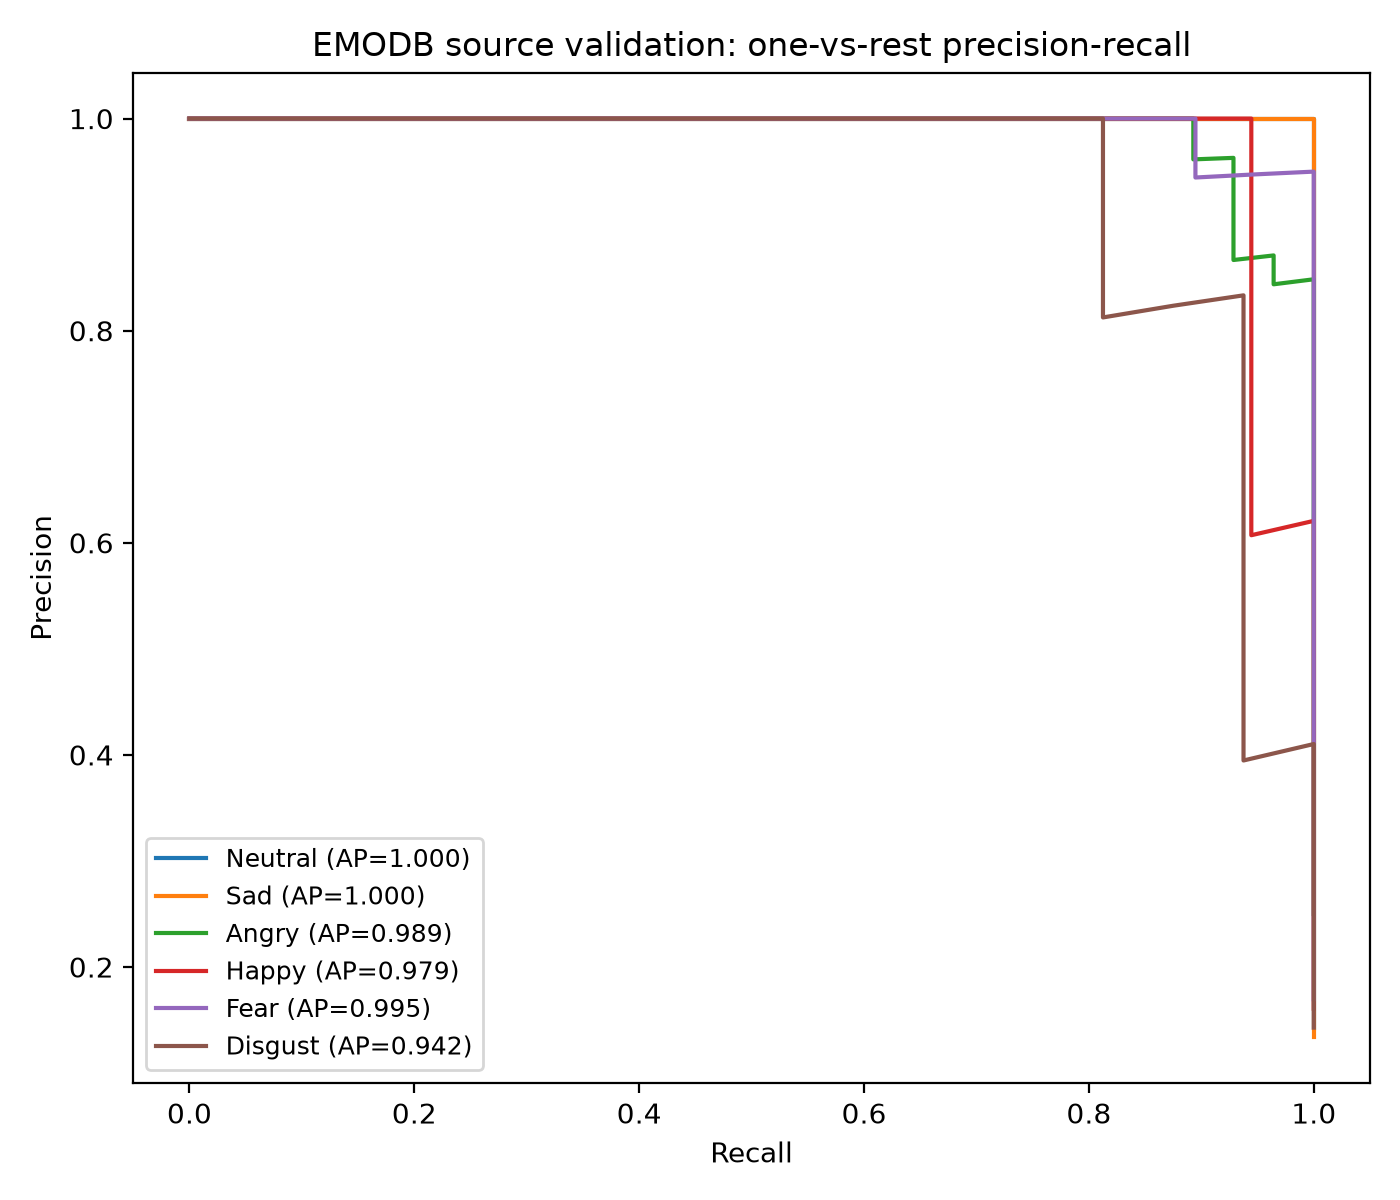 EMODB source validation: one-vs-rest precision-recall
1.0
0.8
0.6
0.4
0.2
Precision
Neutral (AP=1.000)
Sad (AP=1.000)
Angry (AP=0.989)
Happy (AP=0.979)
Fear (AP=0.995)
Disgust (AP=0.942)
0.0 0.2 0.4 0.6 0.8 1.0
Recall